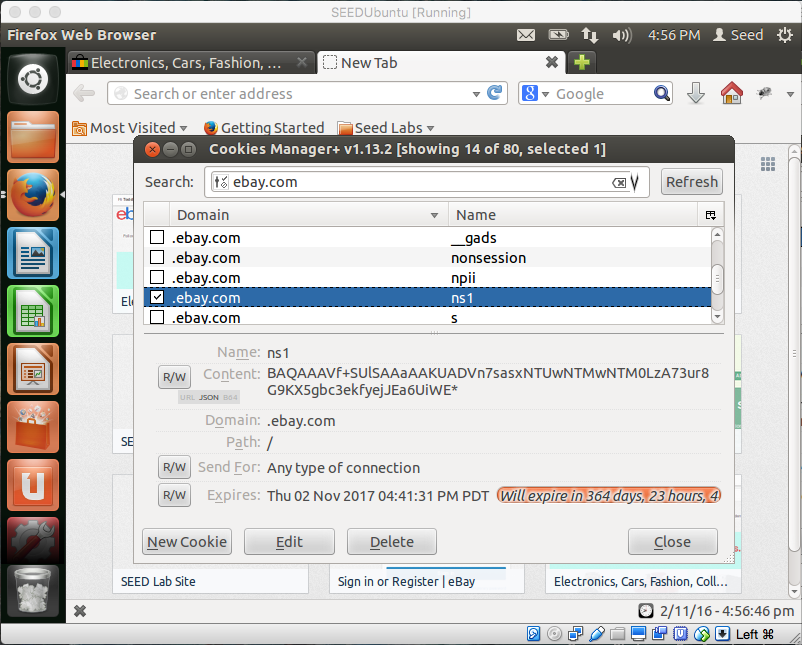 SEEDUbuntu [Running]
Firefox Web Browser 4:56 PM Seed
Electronics, Cars, Fashion, ... New Tab
Search or enter address Google
Most Visited Getting Started Seed Labs
Cookies Manager+ v1.13.2 [showing 14 of 80, selected 1]
Search: ebay.com Refresh
Domain Name
.ebay.com __gads
.ebay.com nonsession
.ebay.com npii
.ebay.com ns1
.ebay.com s
Name: ns1
R/W Content: BAQAAAVf+SUlSAAaAAKUADVn7sasxNTUwNTMwNTM0LzA73ur8
G9KX5gbc3ekfyejJEa6UiWE*
URL JSON B64
Domain: .ebay.com
Path: /
R/W Send For: Any type of connection
R/W Expires: Thu 02 Nov 2017 04:41:31 PM PDT Will expire in 364 days, 23 hours, 4
New Cookie Edit Delete Close
SEED Lab Site Sign in or Register | eBay Electronics, Cars, Fashion, Coll...
2/11/16 - 4:56:46 pm
Left ⌘